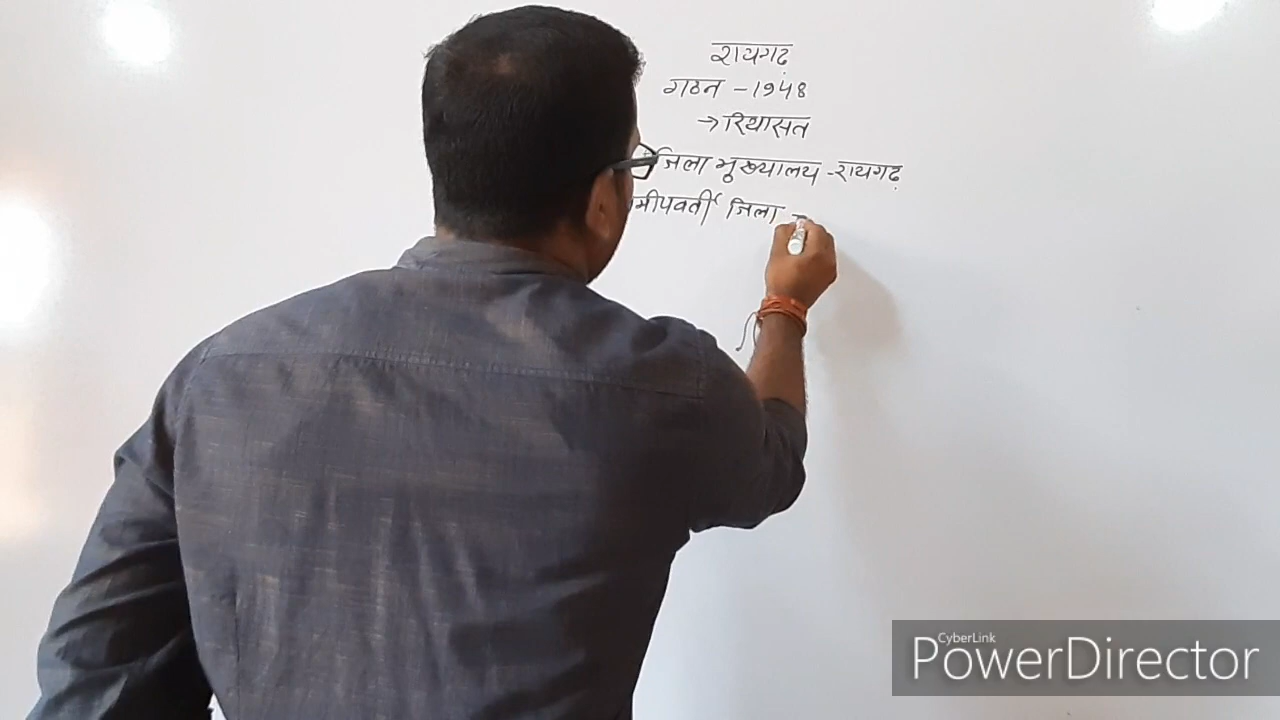 रायगढ़
गठन - 1948
→ रियासत
जिला मुख्यालय - रायगढ़
मीपवर्ती जिला -
CyberLink
PowerDirector